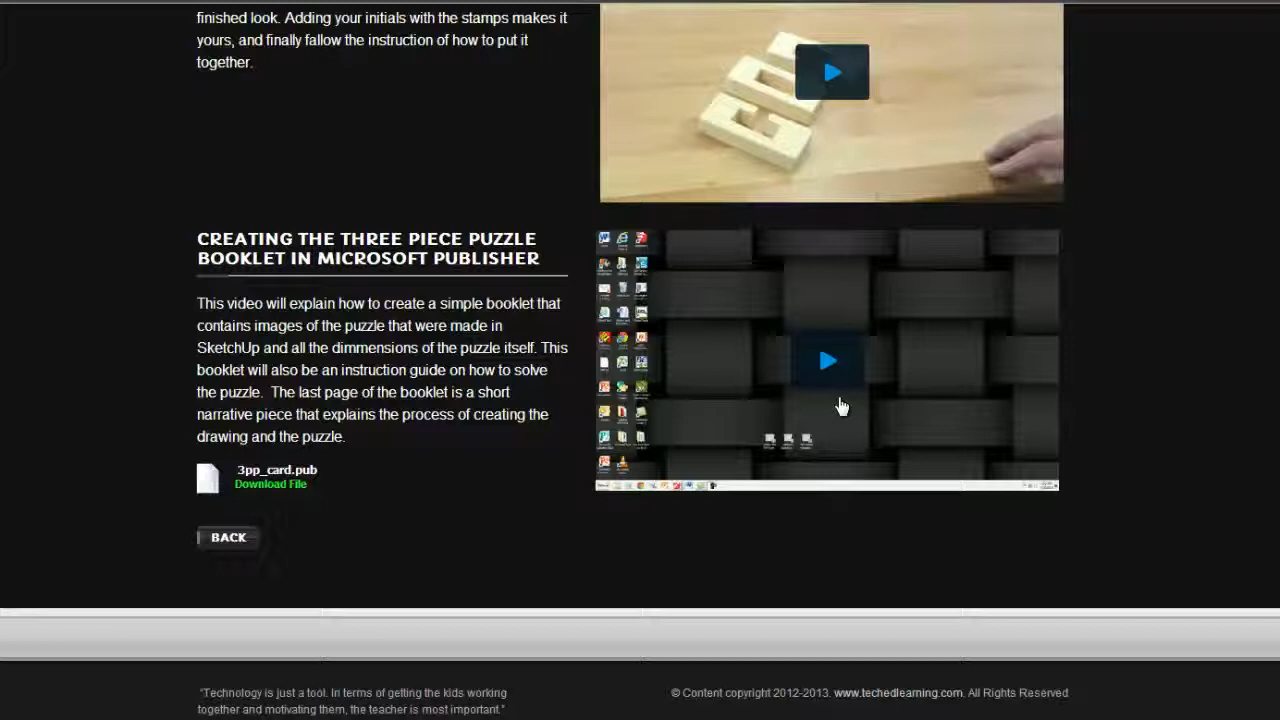 finished look. Adding your initials with the stamps makes it
yours, and finally fallow the instruction of how to put it
together.
CREATING THE THREE PIECE PUZZLE
BOOKLET IN MICROSOFT PUBLISHER
This video will explain how to create a simple booklet that
contains images of the puzzle that were made in
SketchUp and all the dimmensions of the puzzle itself. This
booklet will also be an instruction guide on how to solve
the puzzle. The last page of the booklet is a short
narrative piece that explains the process of creating the
drawing and the puzzle.
3pp_card.pub
Download File
BACK
"Technology is just a tool. In terms of getting the kids working
together and motivating them, the teacher is most important."
© Content copyright 2012-2013. www.techedlearning.com. All Rights Reserved